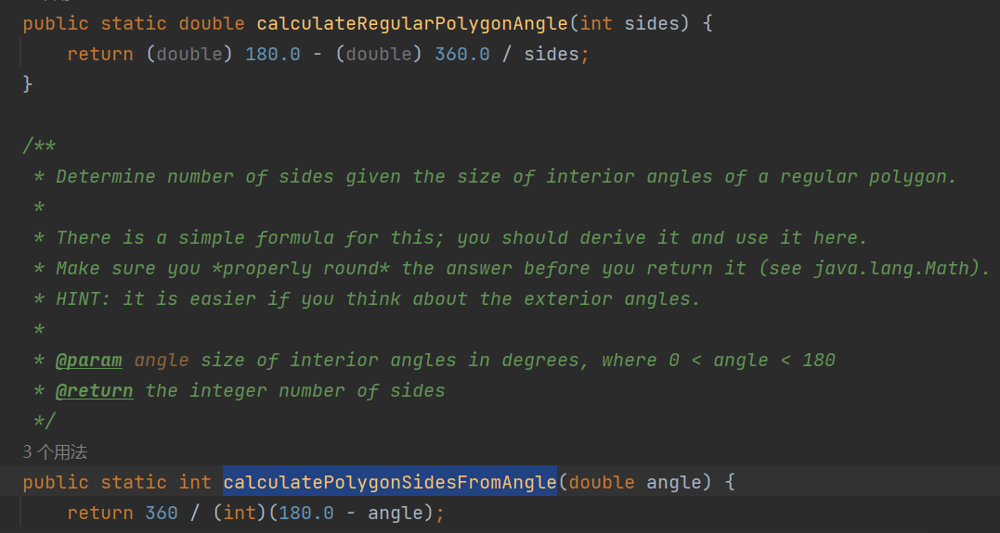 public static double calculateRegularPolygonAngle(int sides) {
return (double) 180.0 - (double) 360.0 / sides;
}
/**
* Determine number of sides given the size of interior angles of a regular polygon.
*
* There is a simple formula for this; you should derive it and use it here.
* Make sure you *properly round* the answer before you return it (see java.lang.Math).
* HINT: it is easier if you think about the exterior angles.
*
* @param angle size of interior angles in degrees, where 0 < angle < 180
* @return the integer number of sides
*/
3 个用法
public static int calculatePolygonSidesFromAngle(double angle) {
return 360 / (int)(180.0 - angle);